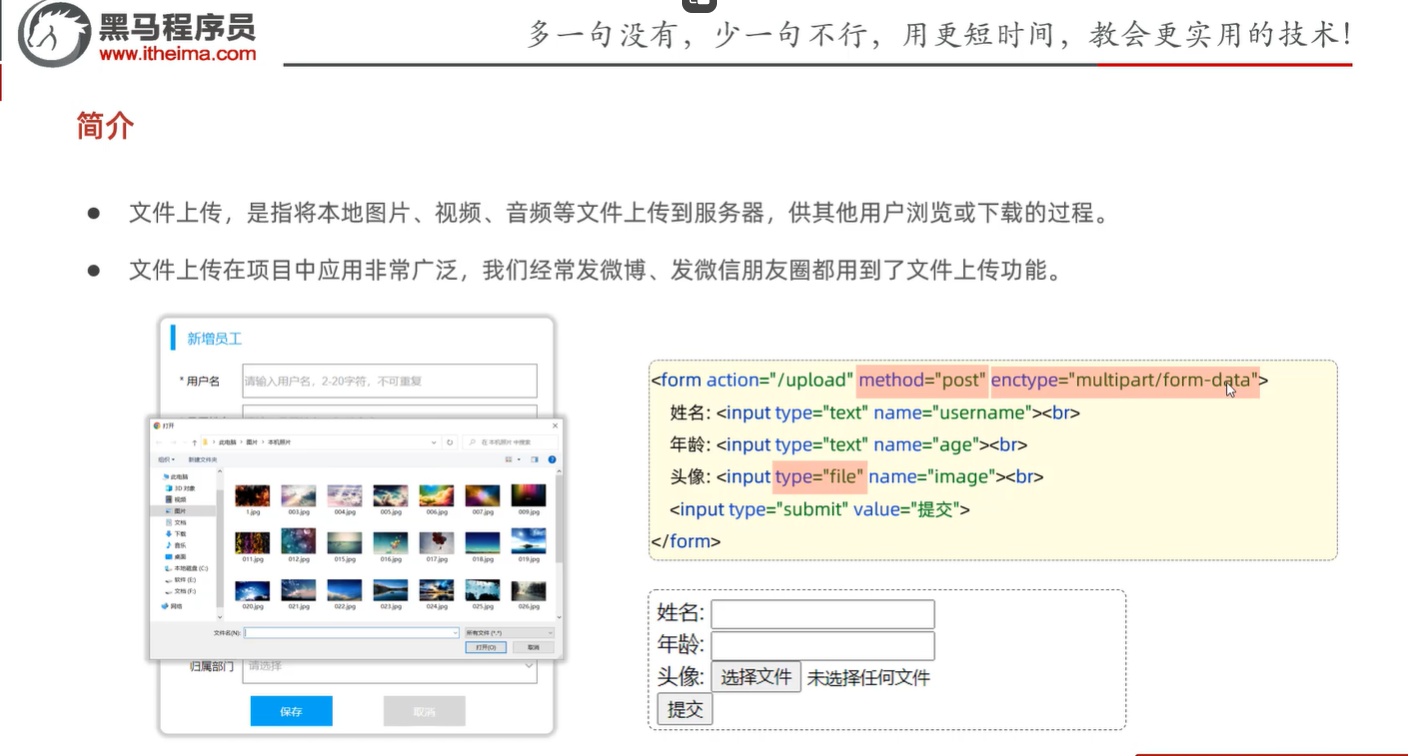 黑马程序员
www.itheima.com
多一句没有，少一句不行，用更短时间，教会更实用的技术！
简介
● 文件上传，是指将本地图片、视频、音频等文件上传到服务器，供其他用户浏览或下载的过程。
● 文件上传在项目中应用非常广泛，我们经常发微博、发微信朋友圈都用到了文件上传功能。
新增员工
* 用户名
请输入用户名，2-20字符，不可重复
打开
此电脑 > 图片 > 本机照片
在 本机照片 中搜索
组织
新建文件夹
此电脑
3D 对象
视频
图片
文档
下载
音乐
桌面
本地磁盘 (C:)
软件 (E:)
文档 (F:)
网络
1.jpg 003.jpg 004.jpg 005.jpg 006.jpg 007.jpg 009.jpg
011.jpg 012.jpg 015.jpg 016.jpg 017.jpg 018.jpg 019.jpg
020.jpg 021.jpg 022.jpg 023.jpg 024.jpg 025.jpg 026.jpg
文件名(N):
所有文件 (*.*)
打开(O) 取消
归属部门
请选择
保存 取消
<form action="/upload" method="post" enctype="multipart/form-data">
姓名: <input type="text" name="username"><br>
年龄: <input type="text" name="age"><br>
头像: <input type="file" name="image"><br>
<input type="submit" value="提交">
</form>
姓名:
年龄:
头像: 选择文件 未选择任何文件
提交